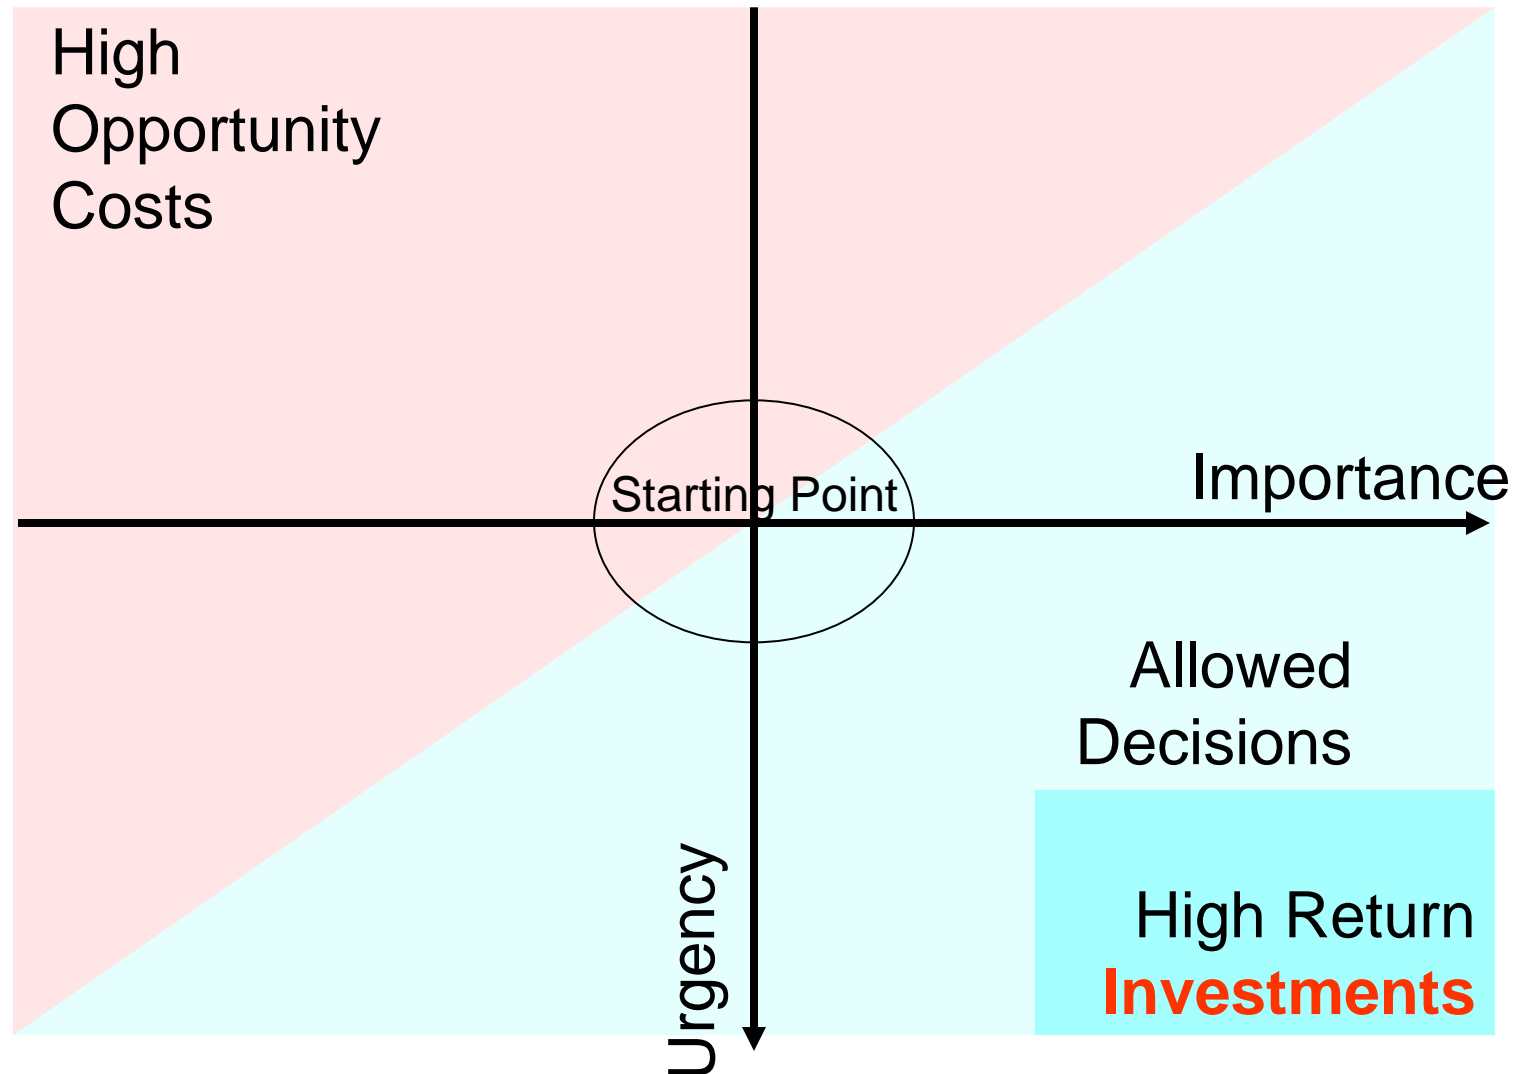 High
Opportunity
Costs
Starting Point
Importance
Allowed
Decisions
Urgency
High Return
Investments